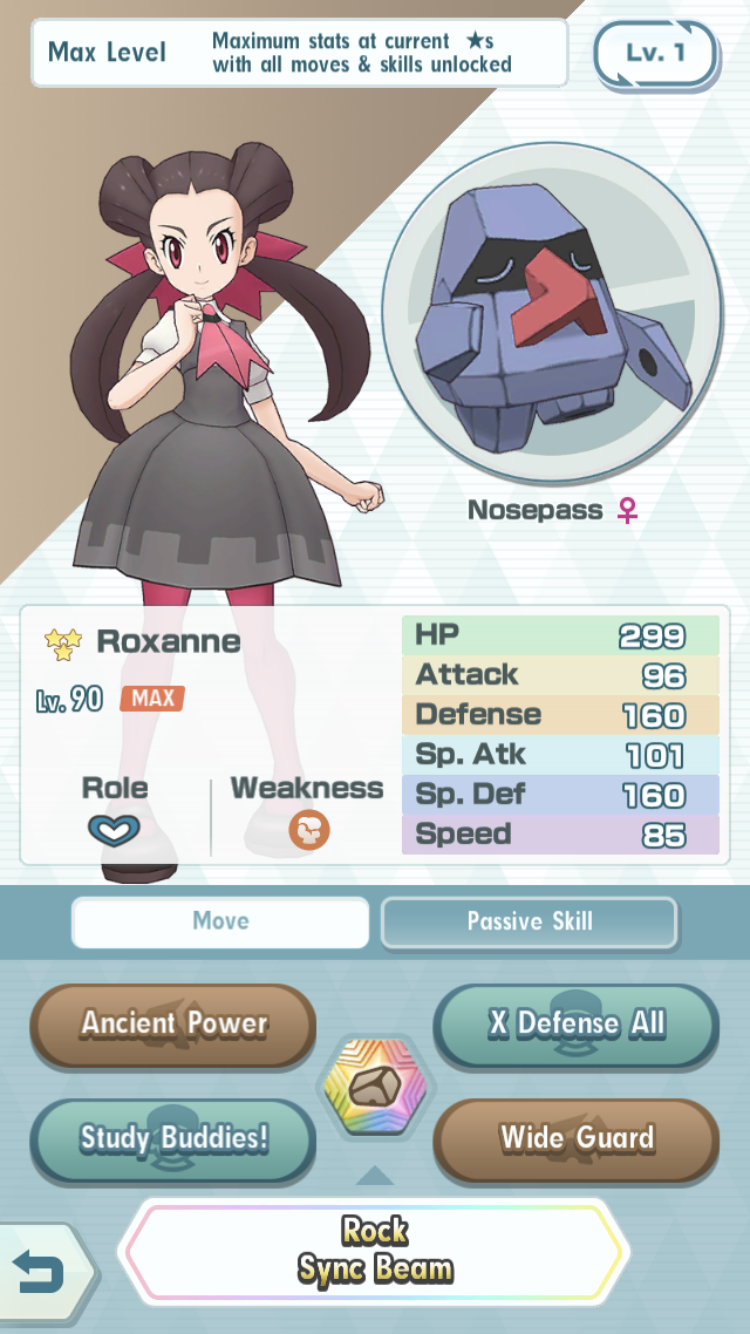 Max Level
Maximum stats at current ★s
with all moves & skills unlocked
Lv. 1
Nosepass ♀
Roxanne
Lv. 90 MAX
Role
Weakness
HP 299
Attack 96
Defense 160
Sp. Atk 101
Sp. Def 160
Speed 85
Move
Passive Skill
Ancient Power
X Defense All
Study Buddies!
Wide Guard
Rock
Sync Beam